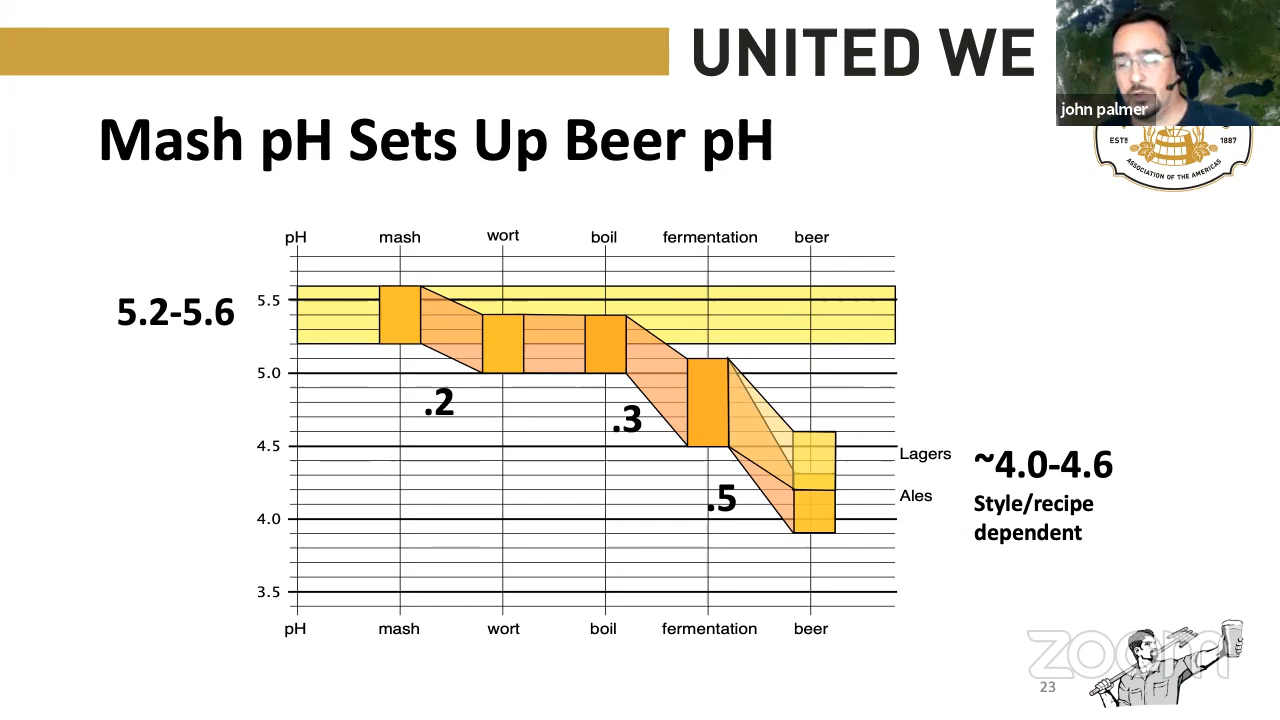 UNITED WE
john palmer
ESTᴰ 1887
ASSOCIATION OF THE AMERICAS
Mash pH Sets Up Beer pH
pH mash wort boil fermentation beer
5.2-5.6
5.5
5.0
.2
.3
4.5
Lagers
~4.0-4.6
.5
Ales
Style/recipe
dependent
4.0
3.5
pH mash wort boil fermentation beer
zoom
23